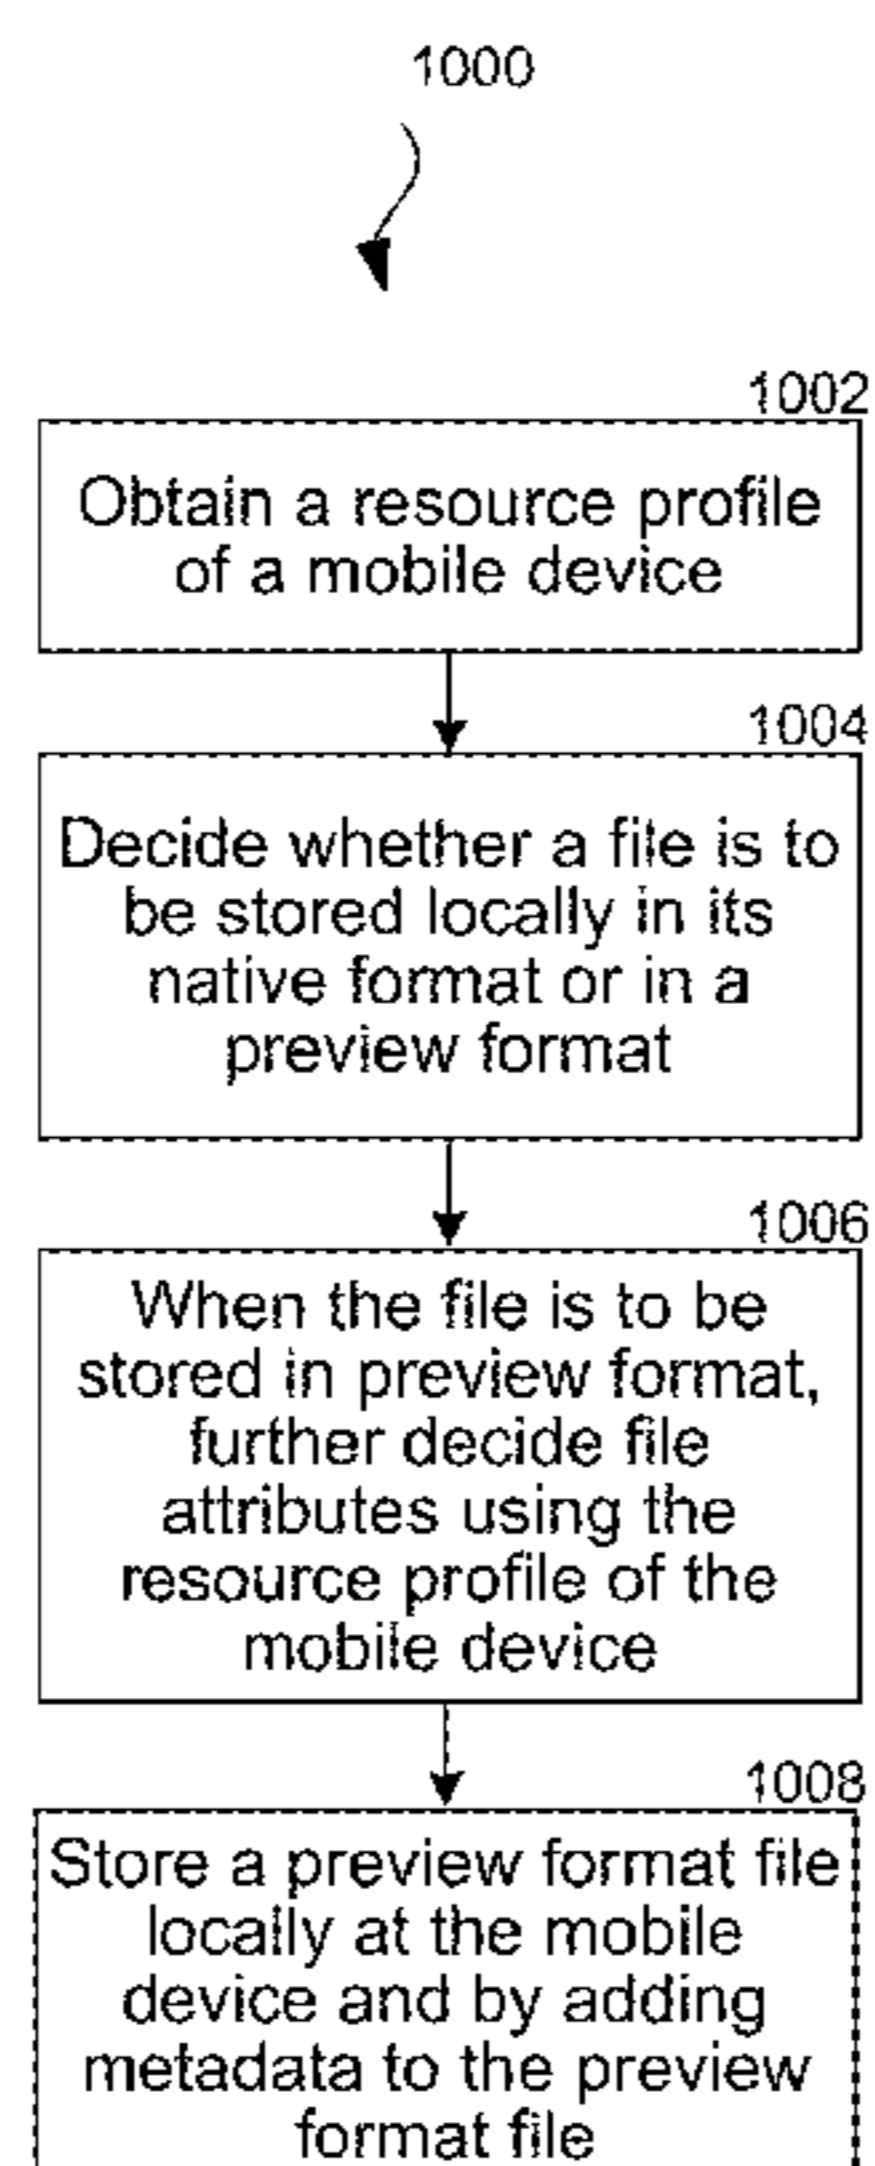 1000
1002
Obtain a resource profile
of a mobile device
1004
Decide whether a file is to
be stored locally in its
native format or in a
preview format
1006
When the file is to be
stored in preview format,
further decide file
attributes using the
resource profile of the
mobile device
1008
Store a preview format file
locally at the mobile
device and by adding
metadata to the preview
format file